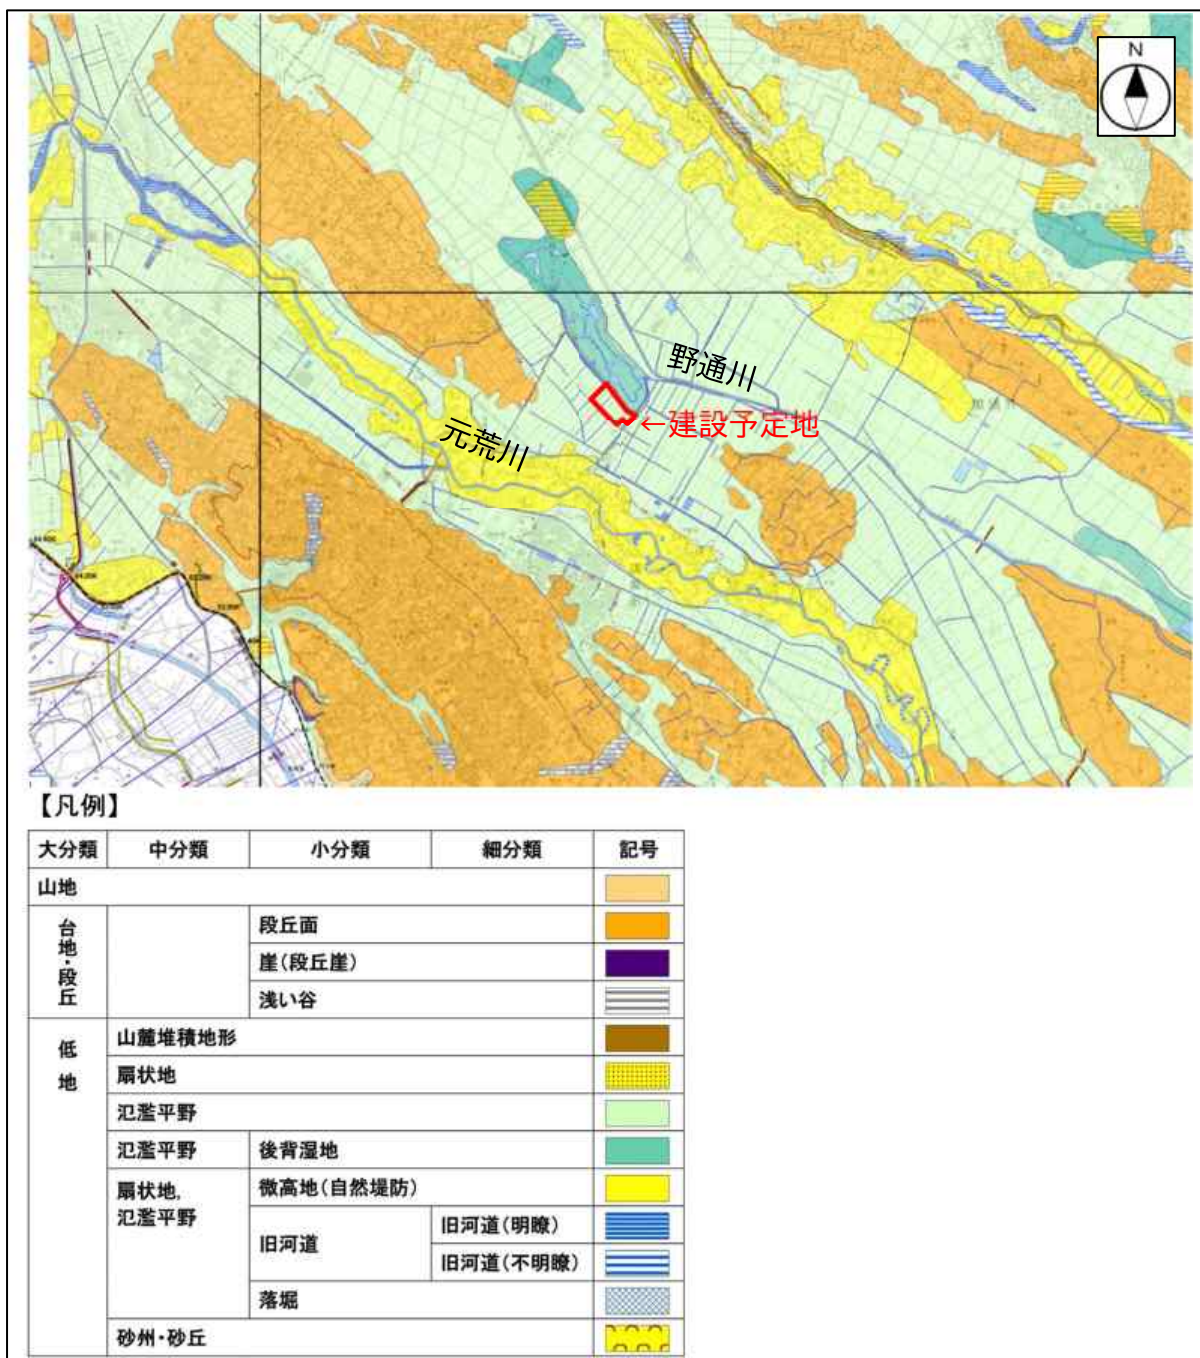 N
野通川
←建設予定地
元荒川
【凡例】
大分類 中分類 小分類 細分類 記号
山地
台地・段丘
段丘面
崖(段丘崖)
浅い谷
低地
山麓堆積地形
扇状地
氾濫平野
氾濫平野 後背湿地
扇状地,
氾濫平野
微高地(自然堤防)
旧河道
旧河道(明瞭)
旧河道(不明瞭)
落堀
砂州・砂丘